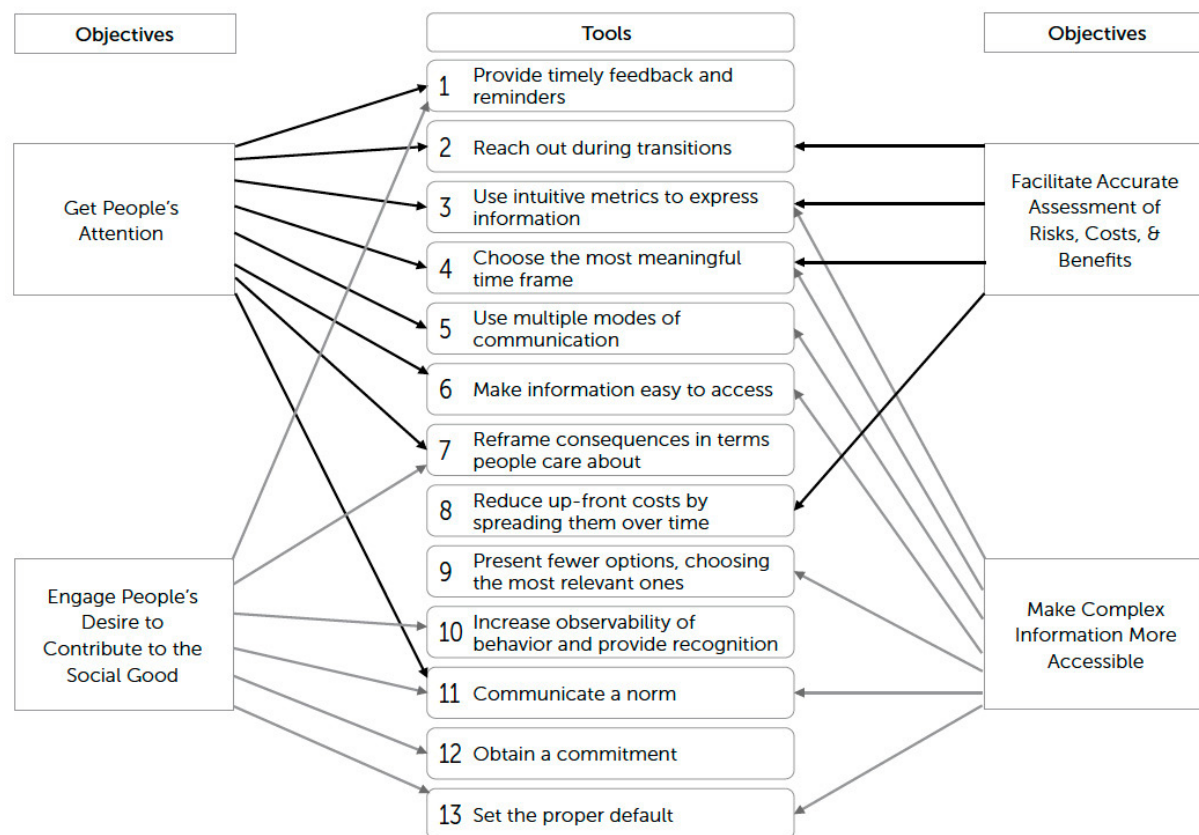 Objectives
Tools
Objectives
Get People's
Attention
Engage People's
Desire to
Contribute to the
Social Good
1 Provide timely feedback and
reminders
2 Reach out during transitions
3 Use intuitive metrics to express
information
4 Choose the most meaningful
time frame
5 Use multiple modes of
communication
6 Make information easy to access
7 Reframe consequences in terms
people care about
8 Reduce up-front costs by
spreading them over time
9 Present fewer options, choosing
the most relevant ones
10 Increase observability of
behavior and provide recognition
11 Communicate a norm
12 Obtain a commitment
13 Set the proper default
Facilitate Accurate
Assessment of
Risks, Costs, &
Benefits
Make Complex
Information More
Accessible